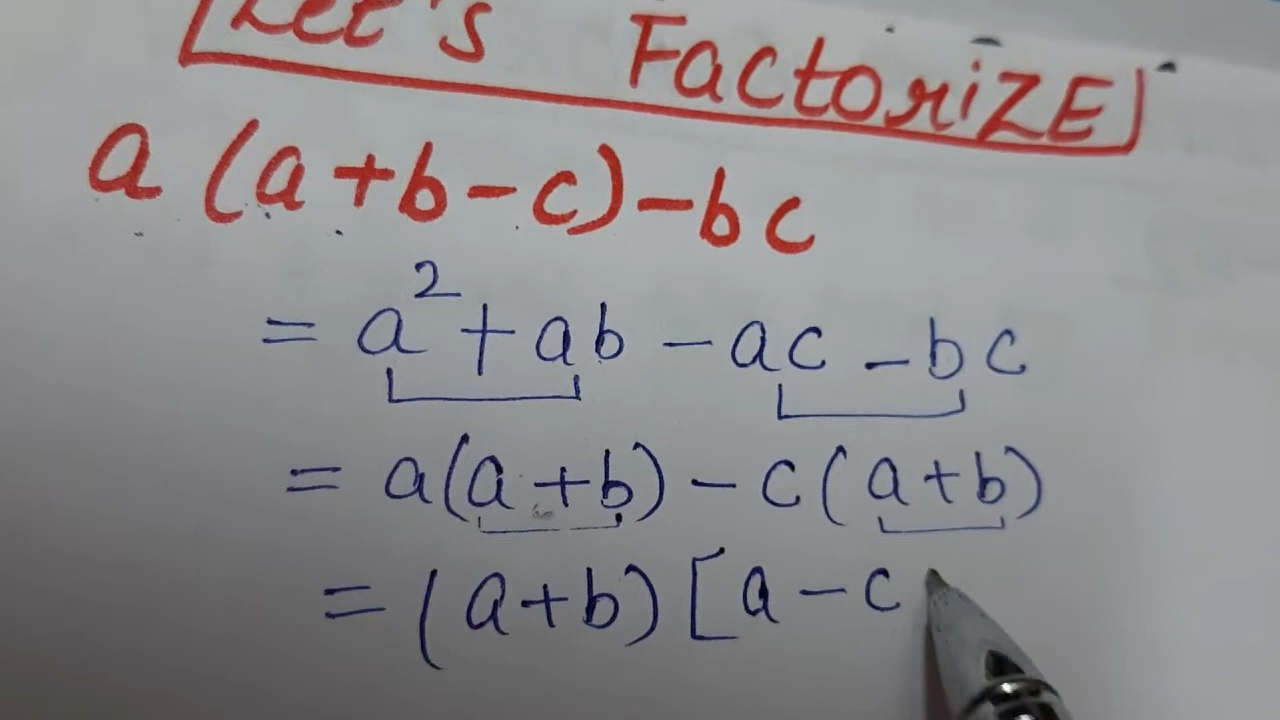 Let's FactoriZE
a (a+b-c)-bc
= a² + ab - ac - bc
= a(a+b) - c(a+b)
= (a+b) [a-c